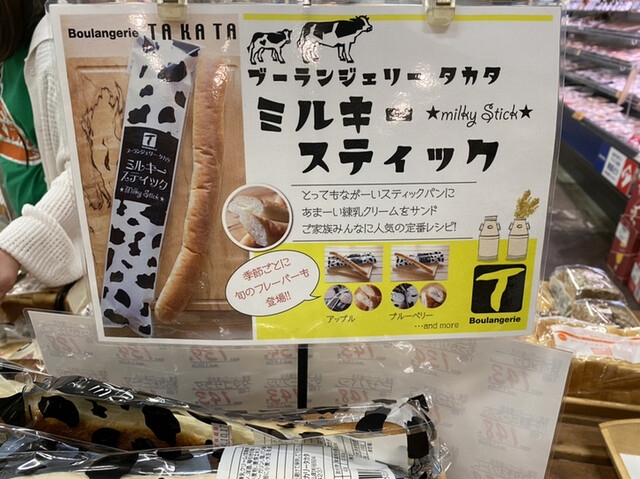 Boulangerie TAKATA
ブーランジェリー タカタ
ミルキー
★milky Stick★
スティック
とってもなが〜いスティックパンに
あま〜い練乳クリームをサンド
ご家族みんなに人気の定番レシピ!
季節ごとに
旬のフレーバーも
登場!!
アップル
ブルーベリー
...and more
Boulangerie
ブーランジェリー タカタ
ミルキー
スティック
★Milky Stick★